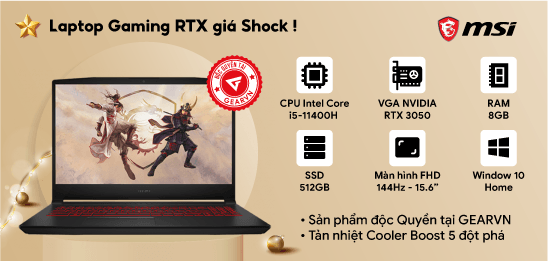 Laptop Gaming RTX giá Shock !
msi
ĐỘC QUYỀN TẠI
GEARVN
CPU Intel Core
i5-11400H
VGA NVIDIA
RTX 3050
RAM
8GB
SSD
512GB
Màn hình FHD
144Hz - 15.6”
Window 10
Home
• Sản phẩm độc Quyền tại GEARVN
• Tản nhiệt Cooler Boost 5 đột phá